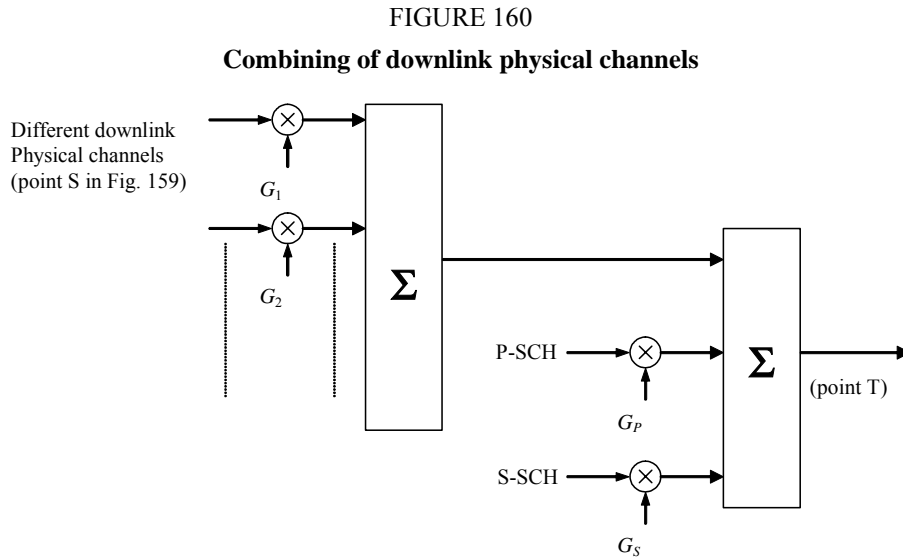 FIGURE 160
Combining of downlink physical channels
Different downlink
Physical channels
(point S in Fig. 159)
G1
G2
Σ
P-SCH
GP
S-SCH
GS
Σ
(point T)